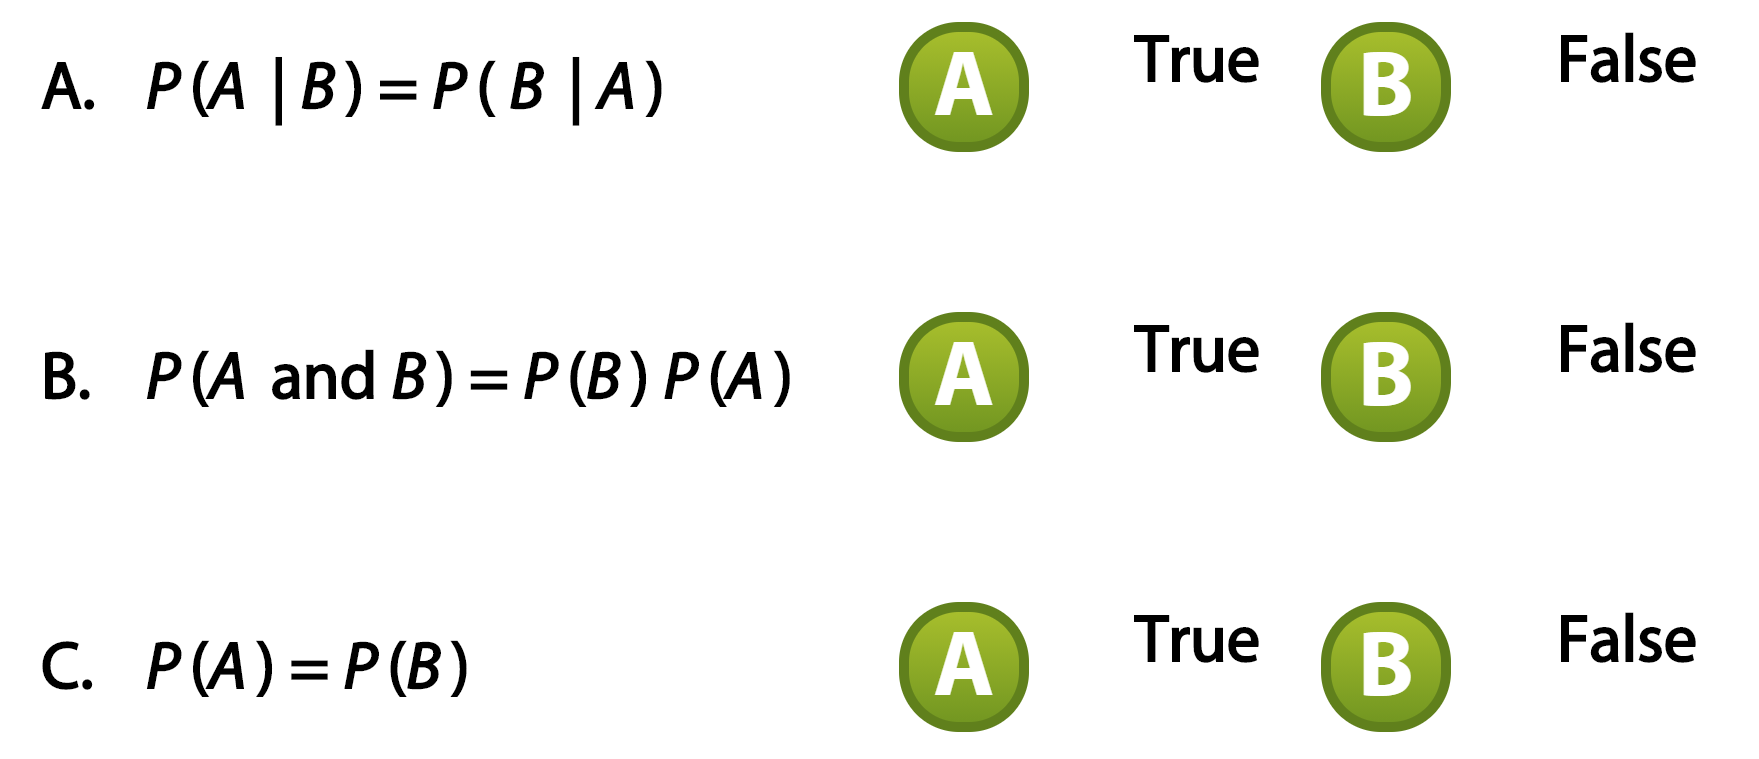 A. P(A | B) = P(B | A) A True B False
B. P(A and B) = P(B) P(A) A True B False
C. P(A) = P(B) A True B False